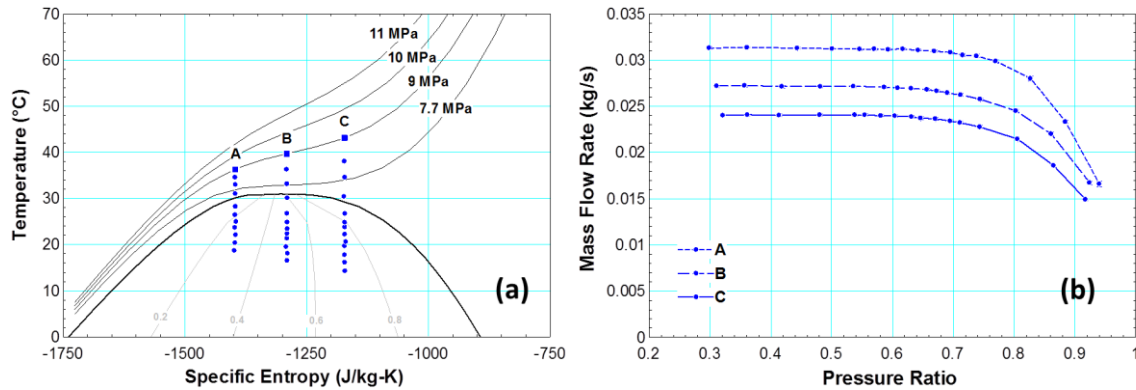 70
60
50
40
30
20
10
0
Temperature (°C)
11 MPa
10 MPa
9 MPa
7.7 MPa
A
B
C
0.2
0.4
0.6
0.8
(a)
-1750
-1500
-1250
-1000
-750
Specific Entropy (J/kg-K)
0.035
0.03
0.025
0.02
0.015
0.01
0.005
0
Mass Flow Rate (kg/s)
A
B
C
(b)
0.2
0.3
0.4
0.5
0.6
0.7
0.8
0.9
1
Pressure Ratio